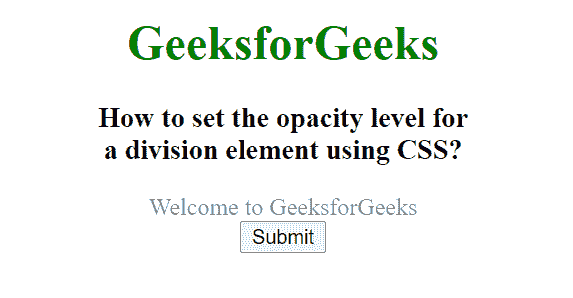 GeeksforGeeks
How to set the opacity level for
a division element using CSS?
Welcome to GeeksforGeeks
Submit